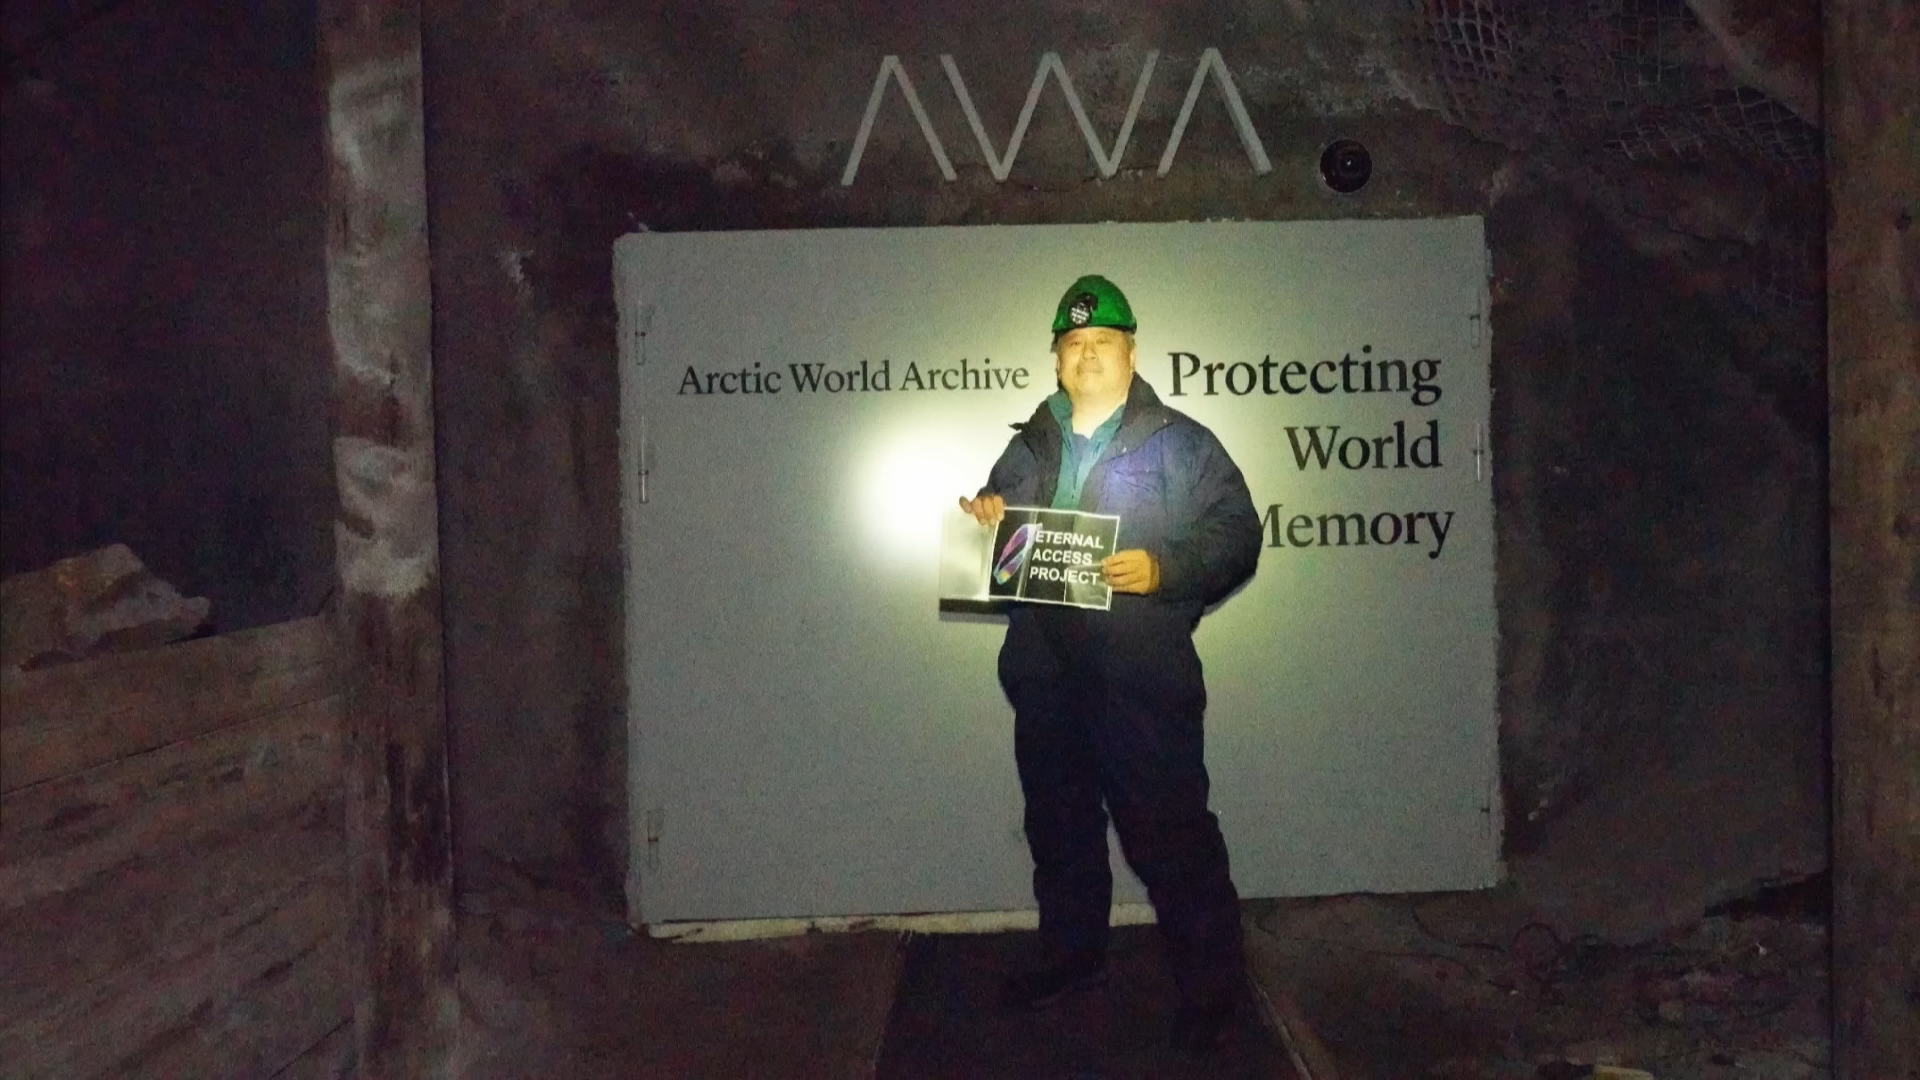 AWA
Arctic World Archive
Protecting
World
Memory
ETERNAL
ACCESS
PROJECT